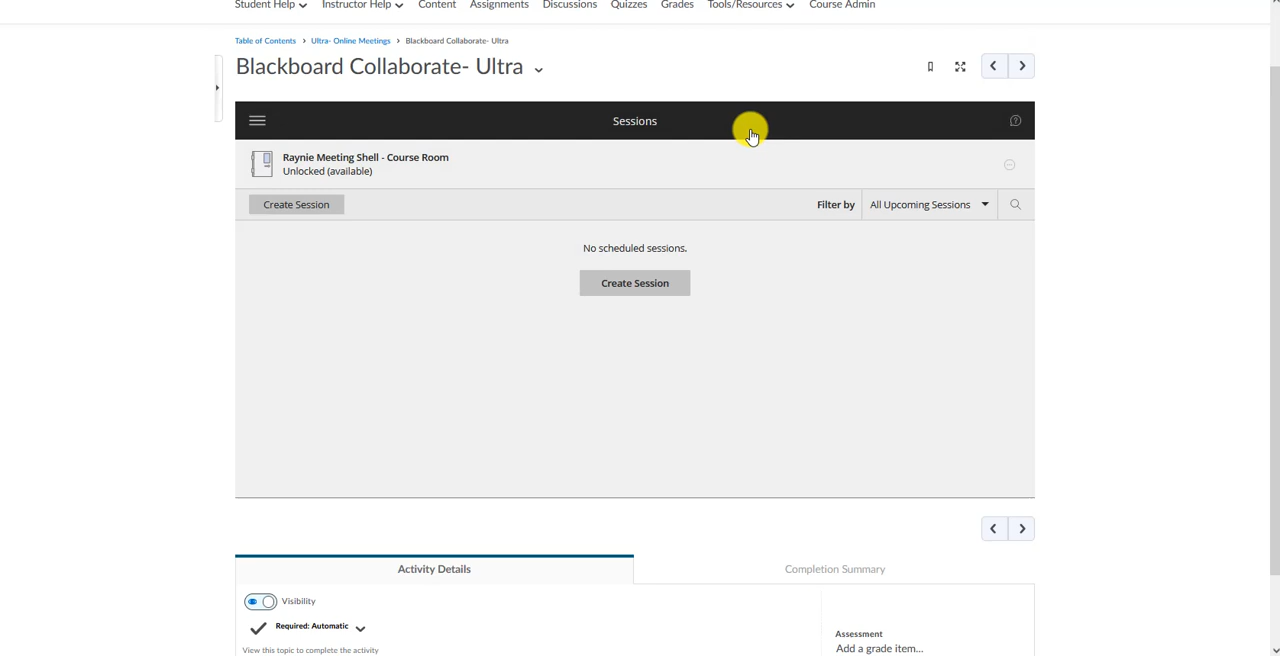 Student Help Instructor Help Content Assignments Discussions Quizzes Grades Tools/Resources Course Admin
Table of Contents › Ultra- Online Meetings › Blackboard Collaborate- Ultra
Blackboard Collaborate- Ultra
Sessions
Raynie Meeting Shell - Course Room
Unlocked (available)
Create Session Filter by All Upcoming Sessions
No scheduled sessions.
Create Session
Activity Details Completion Summary
Visibility
Required: Automatic
Assessment
Add a grade item...
View this topic to complete the activity